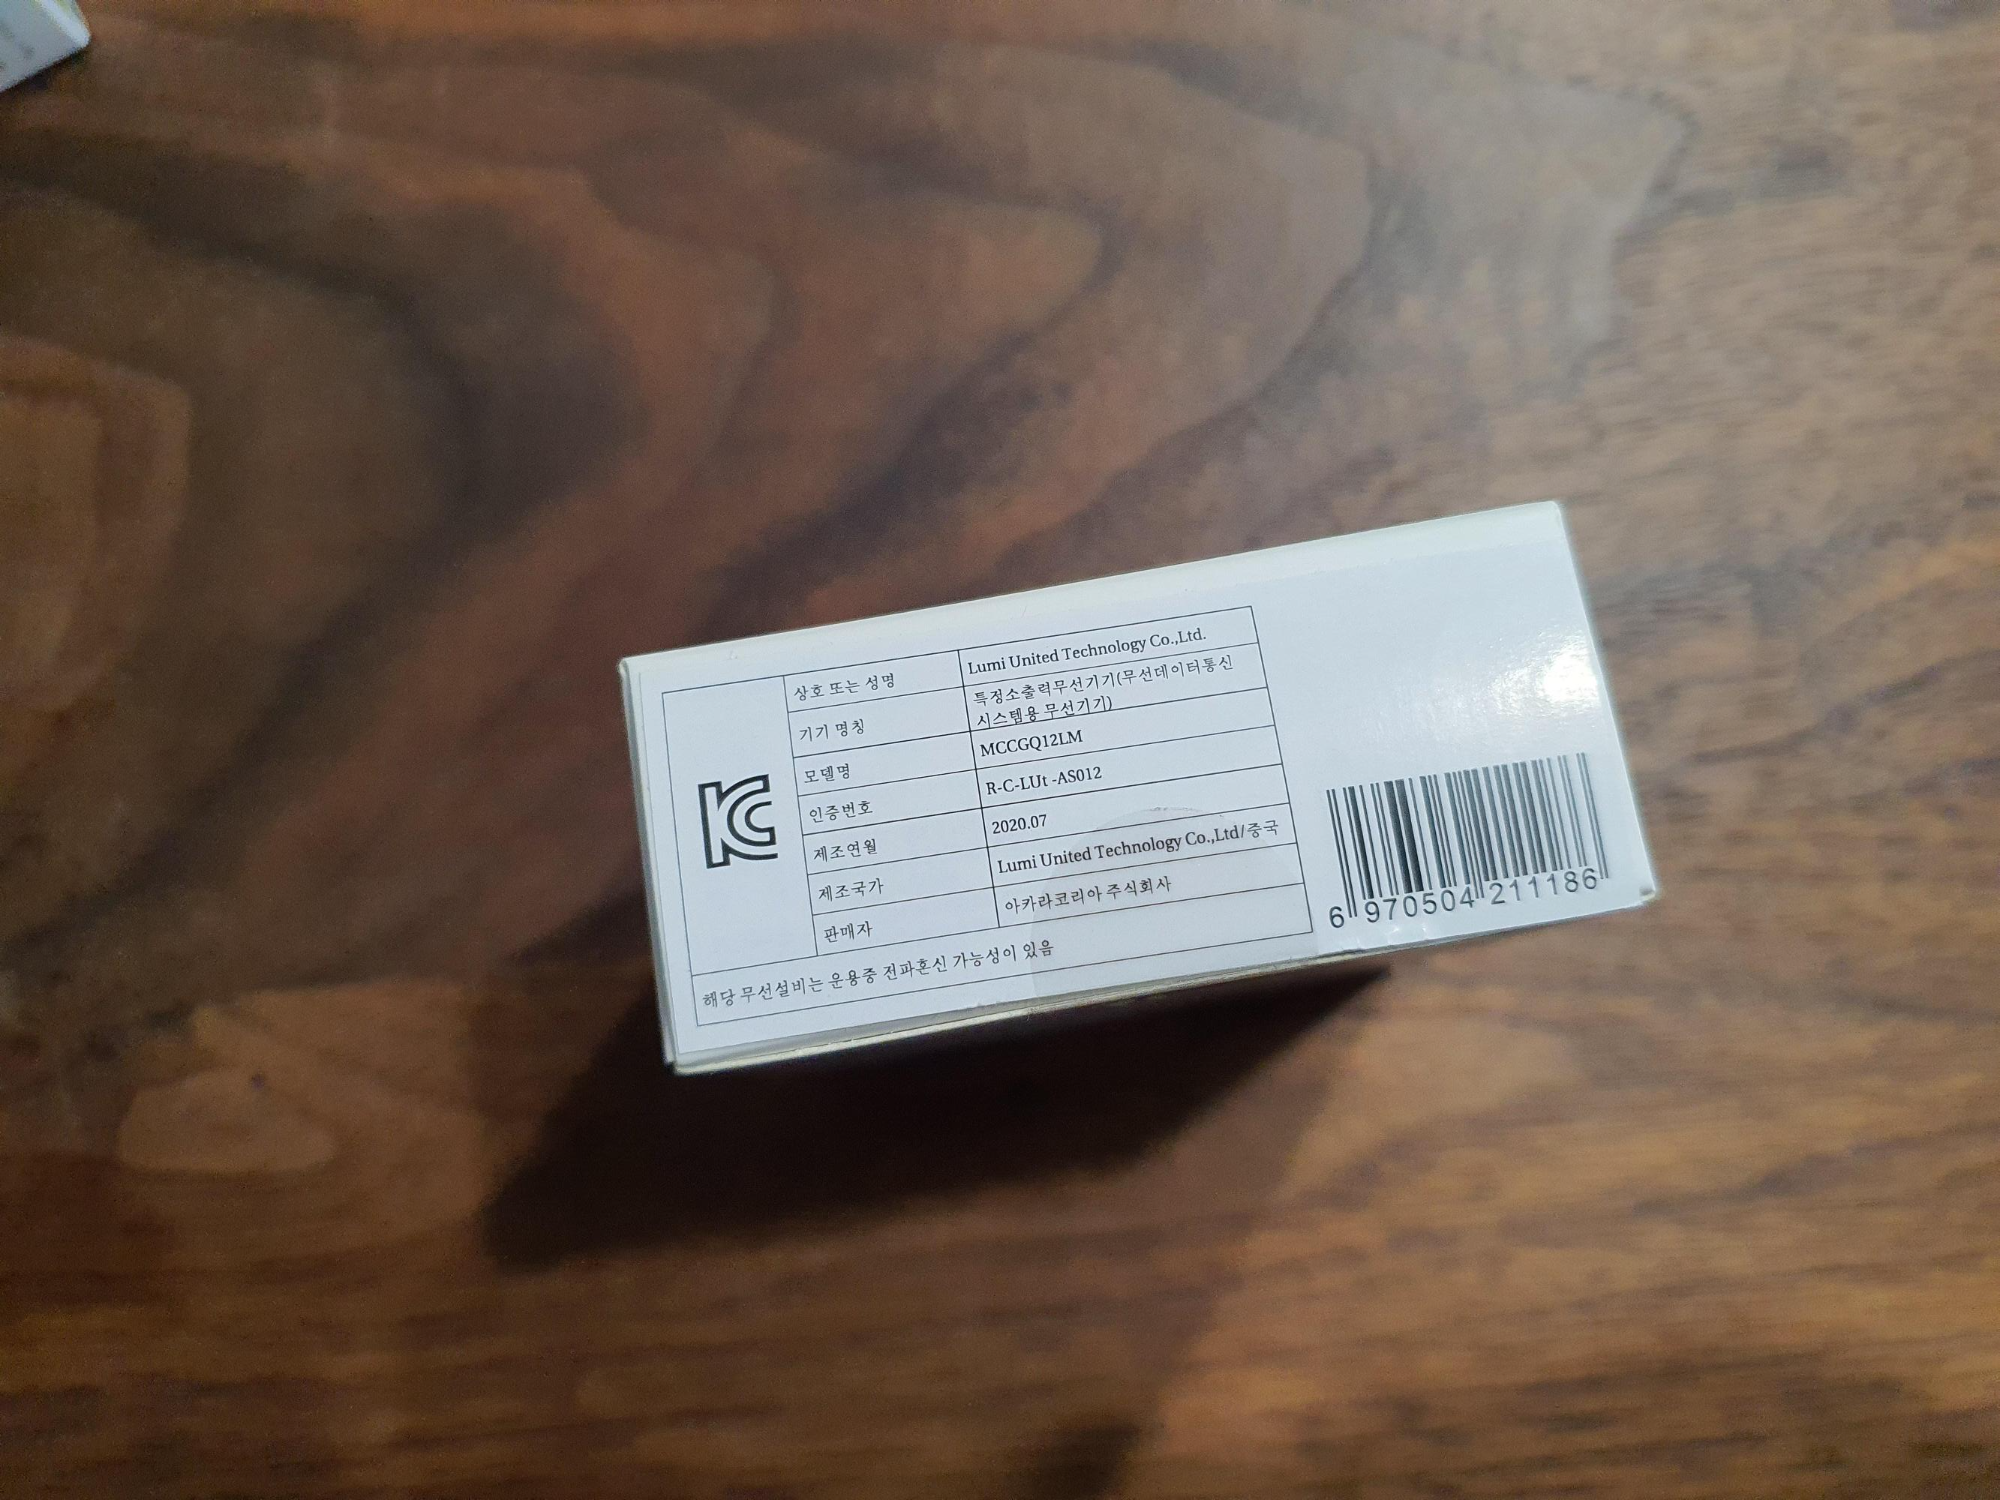 상호 또는 성명 Lumi United Technology Co.,Ltd.
기기 명칭 특정소출력무선기기(무선데이터통신
시스템용 무선기기)
모델명 MCCGQ12LM
인증번호 R-C-LUt -AS012
제조연월 2020.07
제조국가 Lumi United Technology Co.,Ltd/중국
판매자 아카라코리아 주식회사
해당 무선설비는 운용중 전파혼신 가능성이 있음
6 970504 211186